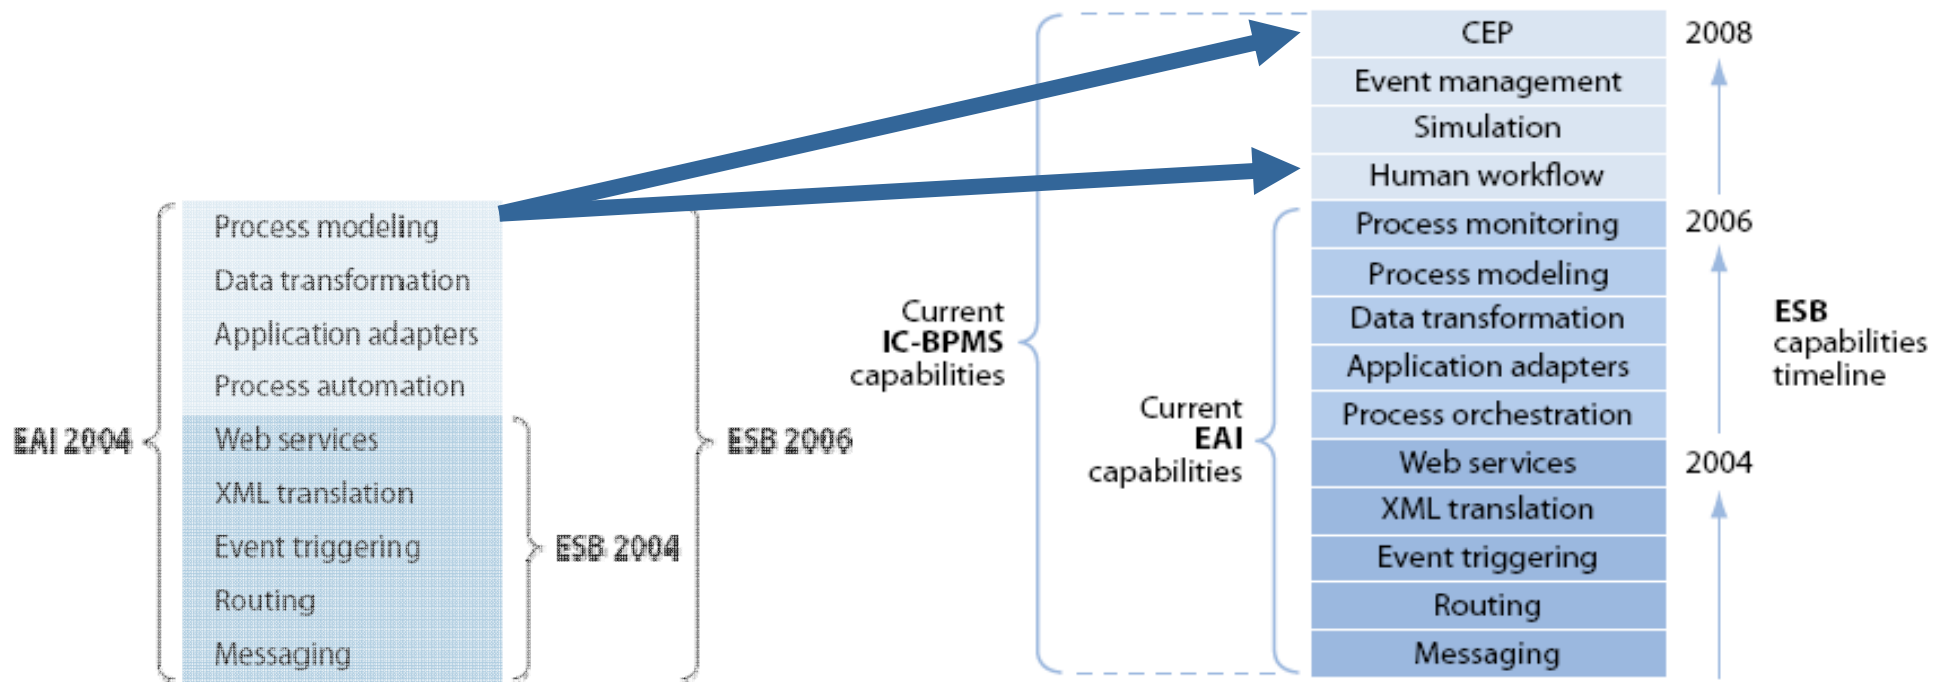 Process modeling
Data transformation
Application adapters
Process automation
EAI 2004
Web services
ESB 2006
XML translation
Event triggering
ESB 2004
Routing
Messaging
CEP
2008
Event management
Simulation
Human workflow
Process monitoring
2006
Process modeling
Current
IC-BPMS
capabilities
Data transformation
ESB
capabilities
timeline
Application adapters
Current
EAI
capabilities
Process orchestration
Web services
2004
XML translation
Event triggering
Routing
Messaging